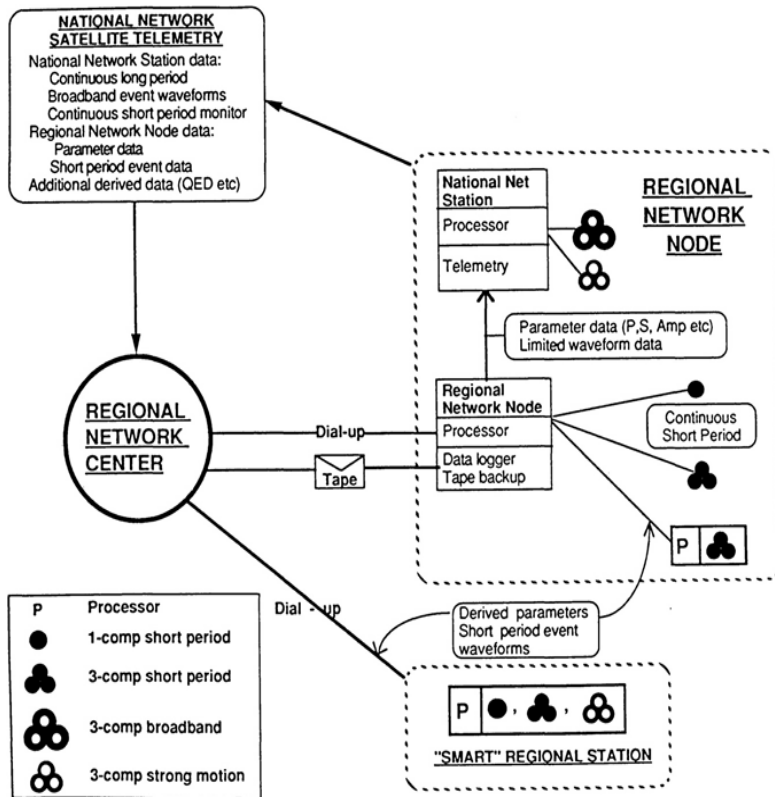 NATIONAL NETWORK
SATELLITE TELEMETRY
National Network Station data:
Continuous long period
Broadband event waveforms
Continuous short period monitor
Regional Network Node data:
Parameter data
Short period event data
Additional derived data (QED etc)
REGIONAL
NETWORK
NODE
National Net
Station
Processor
Telemetry
Parameter data (P,S, Amp etc)
Limited waveform data
Regional
Network Node
Processor
Data logger
Tape backup
Continuous
Short Period
P
REGIONAL
NETWORK
CENTER
Dial-up
Tape
Dial - up
Derived parameters
Short period event
waveforms
P , ,
"SMART" REGIONAL STATION
P Processor
1-comp short period
3-comp short period
3-comp broadband
3-comp strong motion